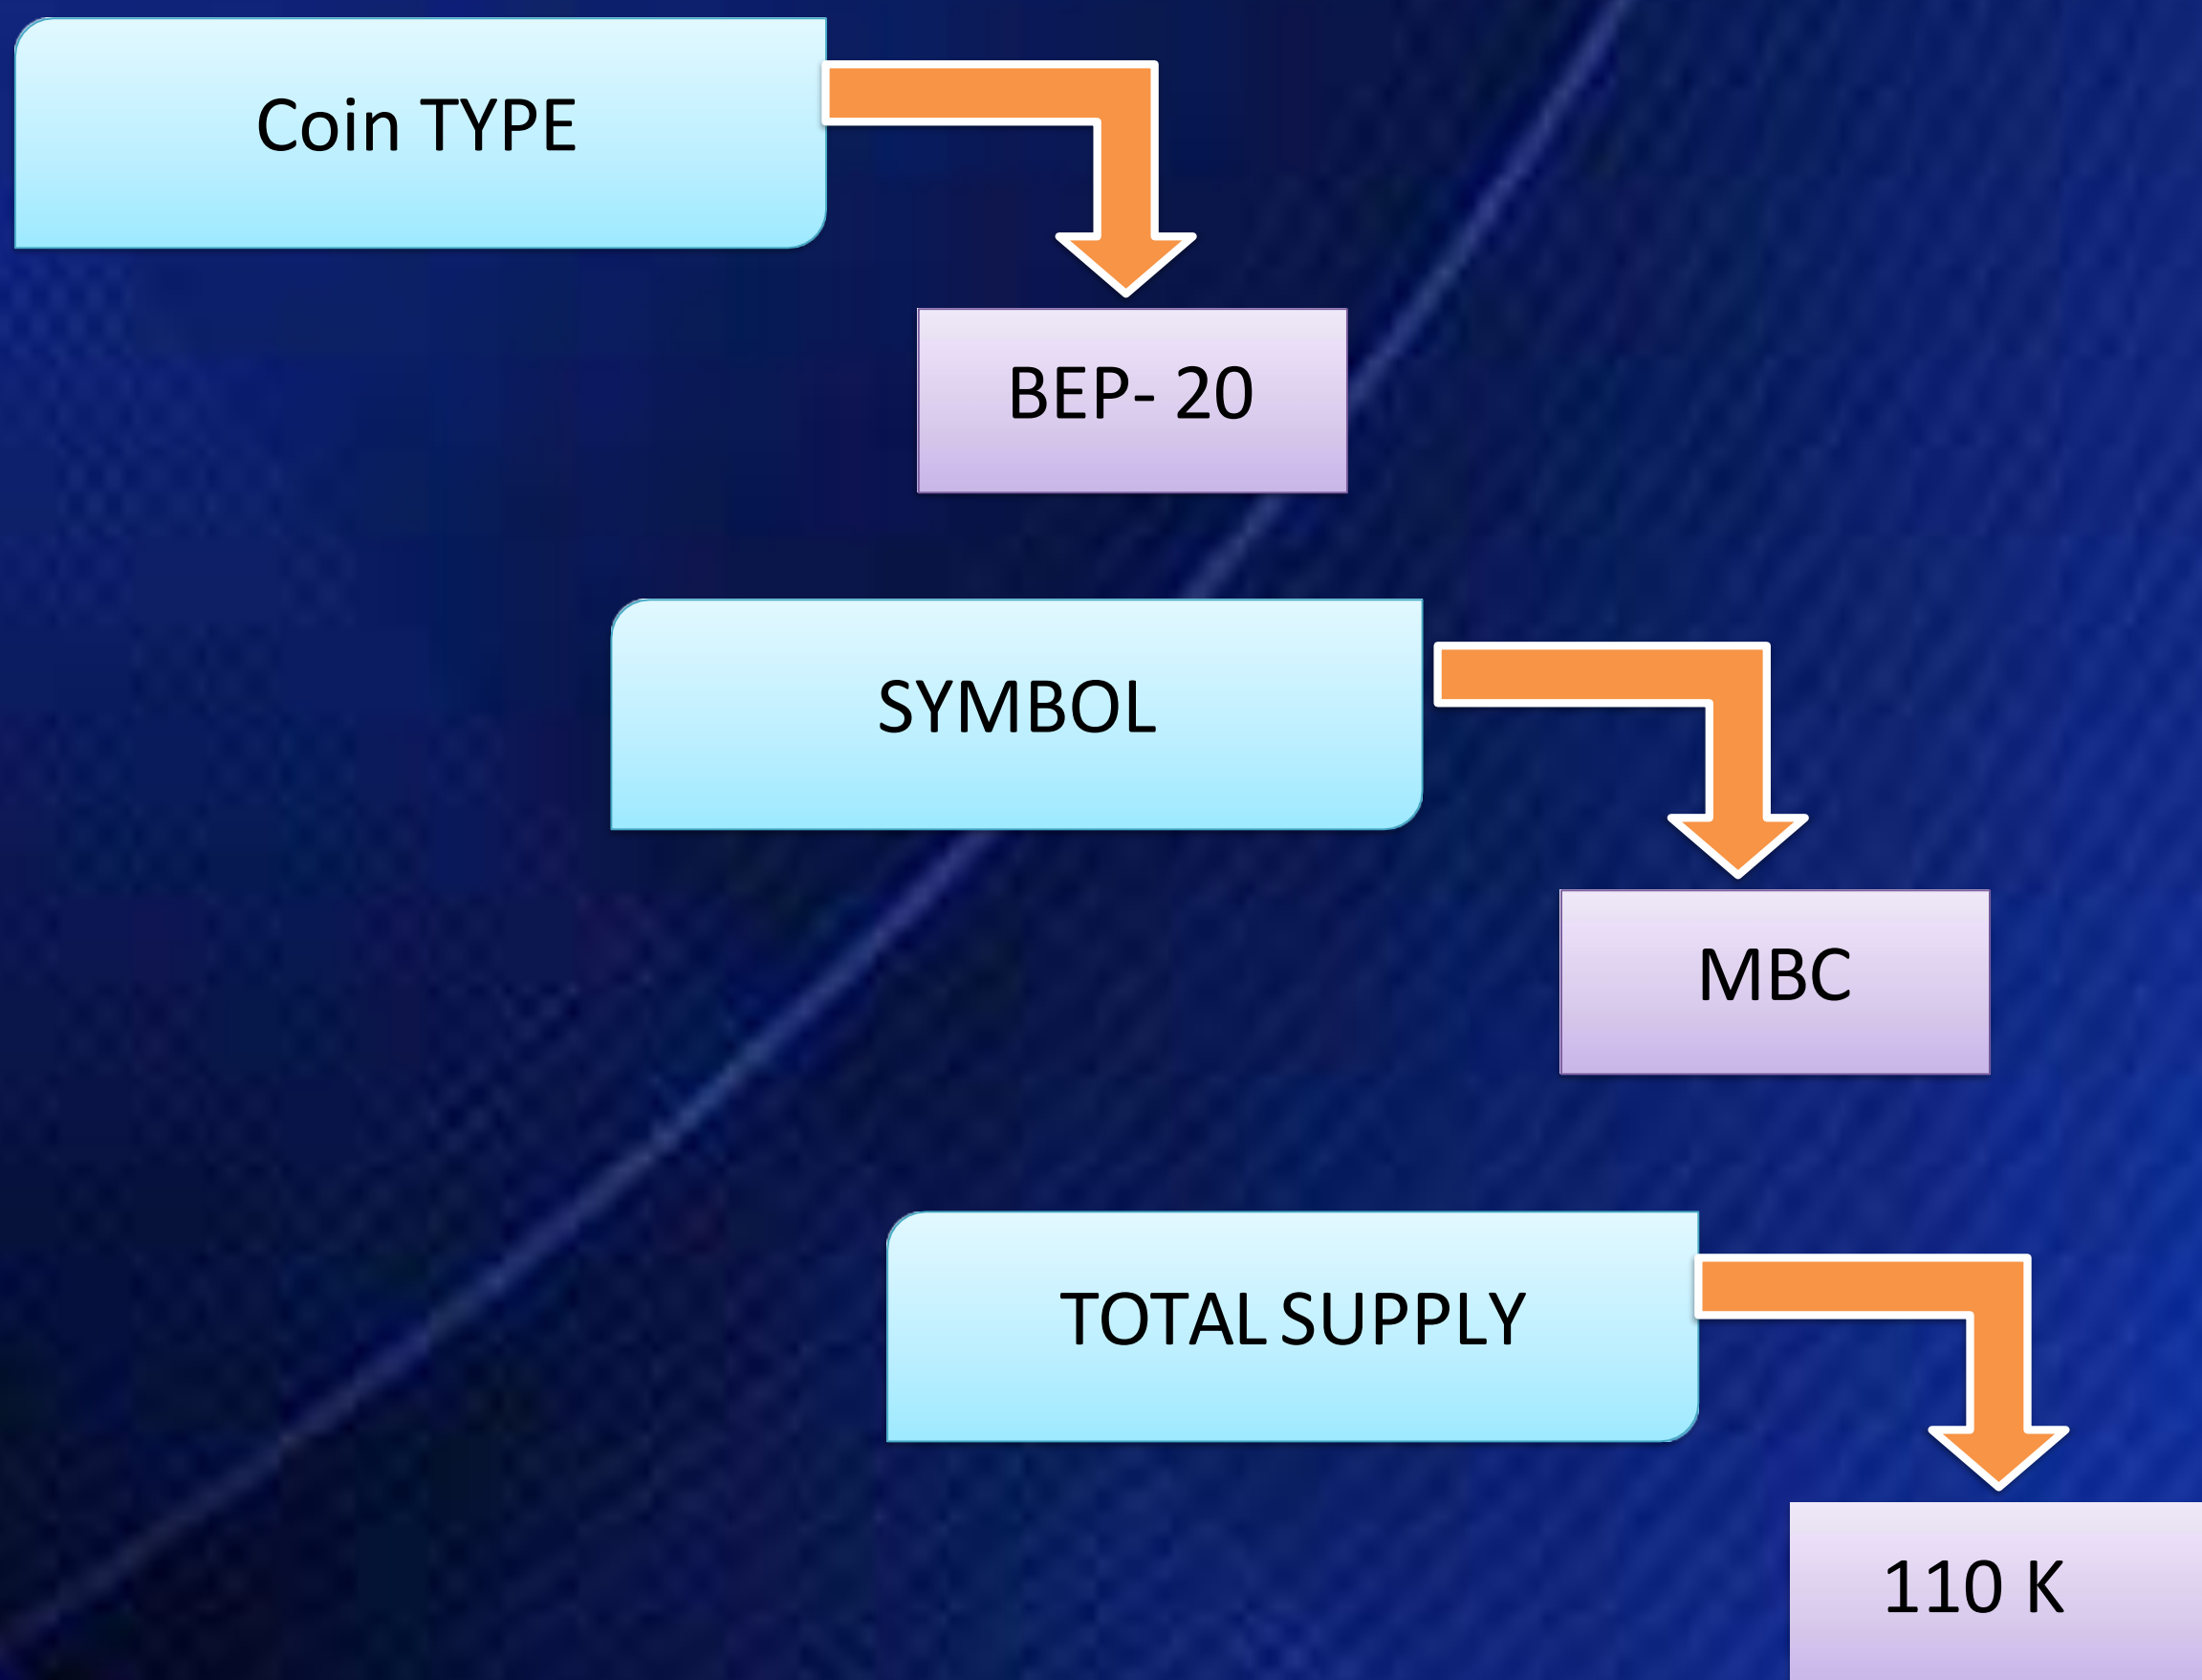 Coin TYPE
BEP- 20
SYMBOL
MBC
TOTAL SUPPLY
110 K